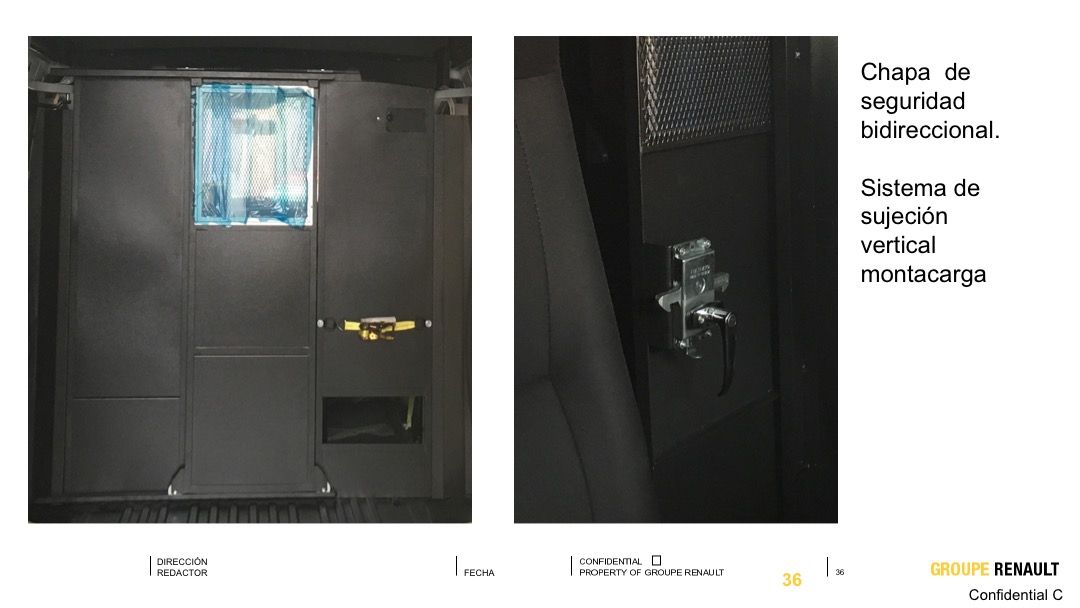 Chapa de
seguridad
bidireccional.
Sistema de
sujeción
vertical
montacarga
DIRECCIÓN
REDACTOR
FECHA
CONFIDENTIAL
PROPERTY OF GROUPE RENAULT
36
36
GROUPE RENAULT
Confidential C